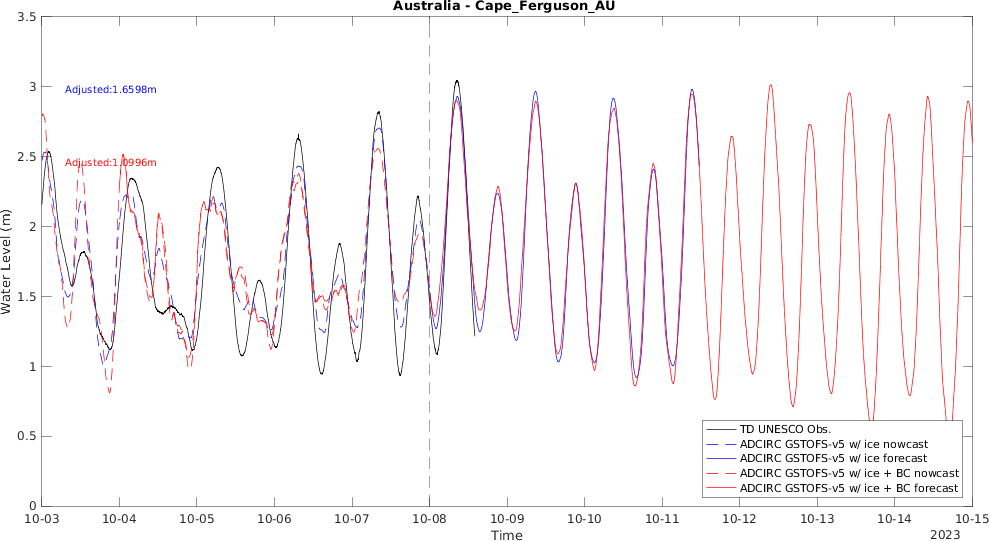 Australia - Cape_Ferguson_AU
3.5
3
2.5
2
1.5
1
0.5
0
Water Level (m)
Adjusted:1.6598m
Adjusted:1.0996m
TD UNESCO Obs.
ADCIRC GSTOFS-v5 w/ ice nowcast
ADCIRC GSTOFS-v5 w/ ice forecast
ADCIRC GSTOFS-v5 w/ ice + BC nowcast
ADCIRC GSTOFS-v5 w/ ice + BC forecast
10-03 10-04 10-05 10-06 10-07 10-08 10-09 10-10 10-11 10-12 10-13 10-14 10-15
Time
2023